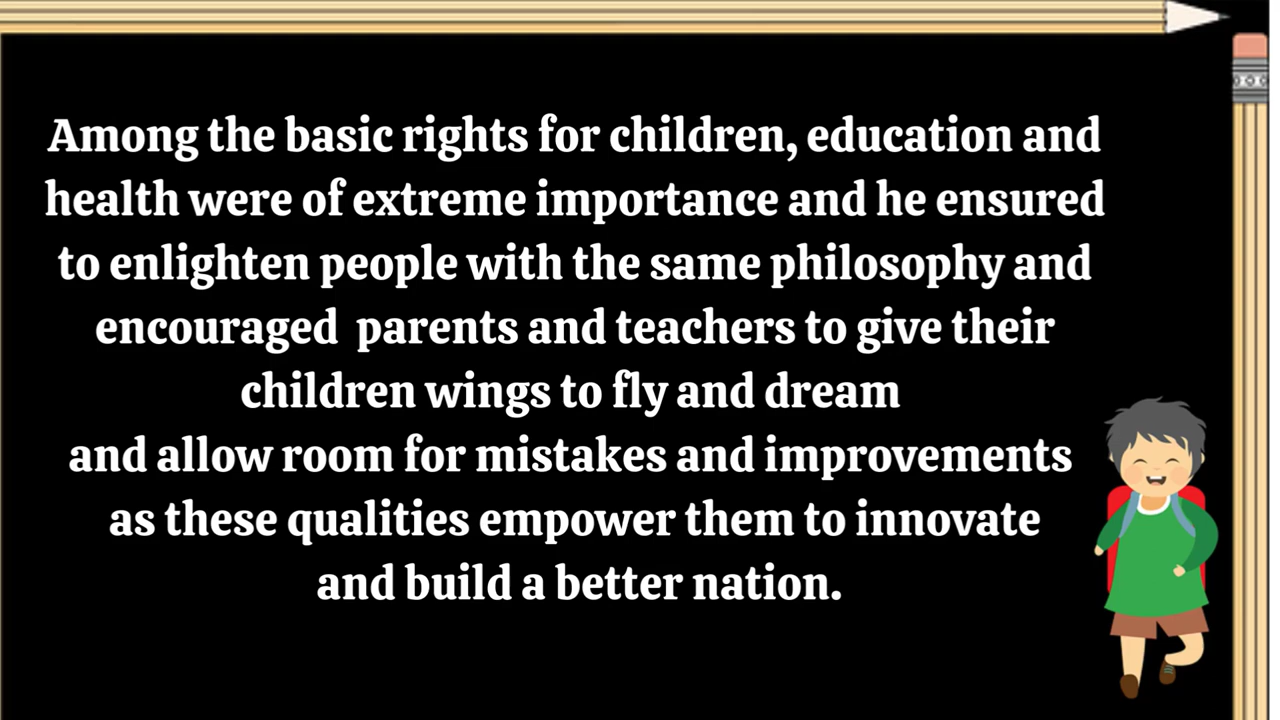 Among the basic rights for children, education and
health were of extreme importance and he ensured
to enlighten people with the same philosophy and
encouraged  parents and teachers to give their
children wings to fly and dream
and allow room for mistakes and improvements
as these qualities empower them to innovate
and build a better nation.